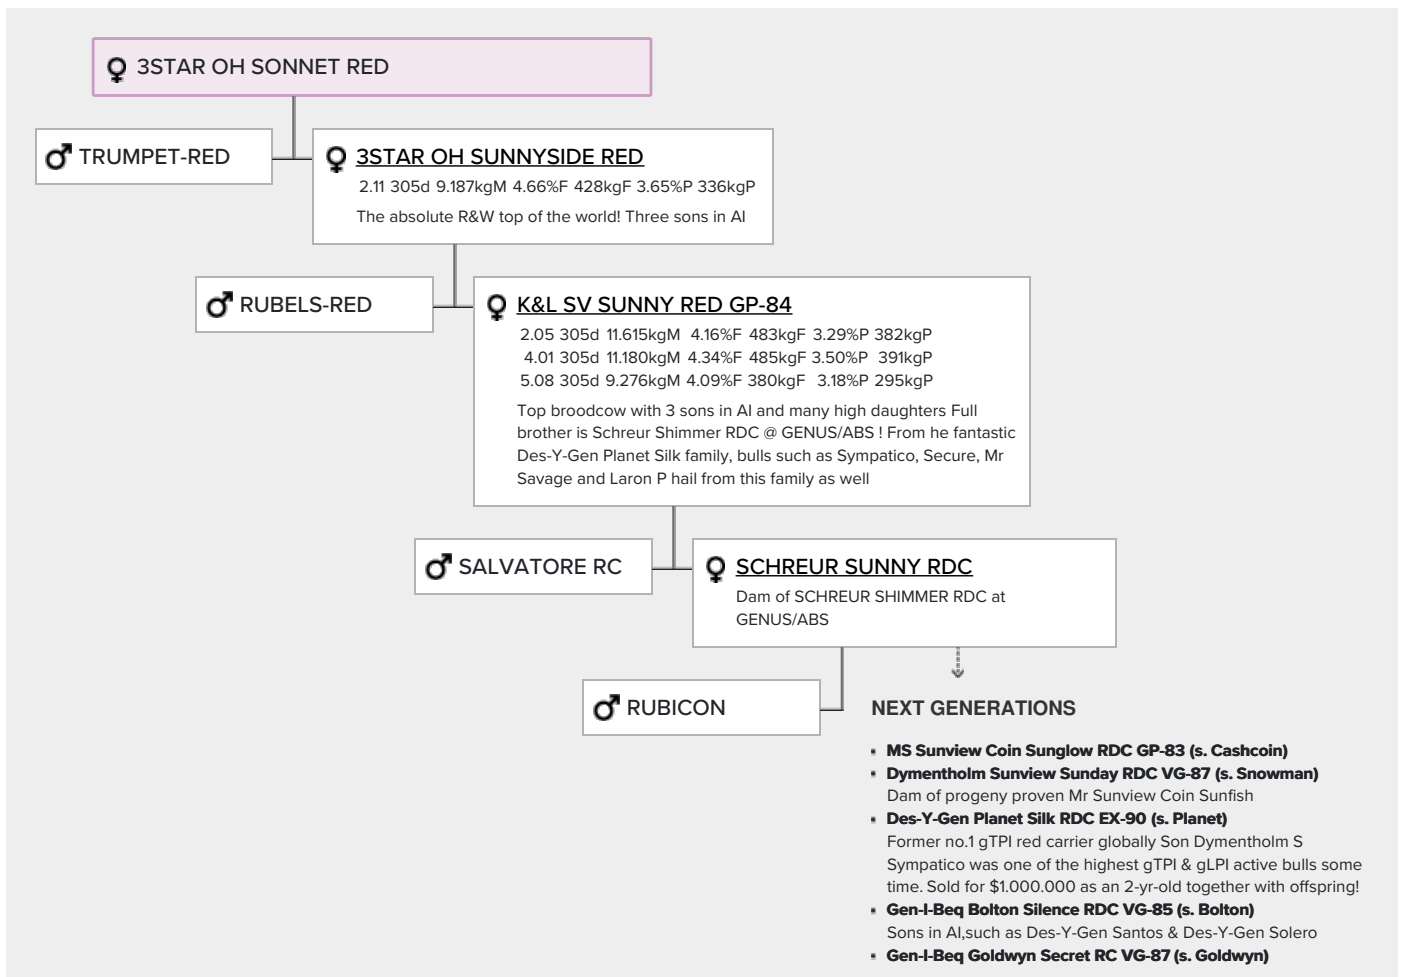 3STAR OH SONNET RED
TRUMPET-RED
3STAR OH SUNNYSIDE RED
2.11 305d 9.187kgM 4.66%F 428kgF 3.65%P 336kgP
The absolute R&W top of the world! Three sons in AI
RUBELS-RED
K&L SV SUNNY RED GP-84
2.05 305d 11.615kgM 4.16%F 483kgF 3.29%P 382kgP
4.01 305d 11.180kgM 4.34%F 485kgF 3.50%P 391kgP
5.08 305d 9.276kgM 4.09%F 380kgF 3.18%P 295kgP
Top broodcow with 3 sons in AI and many high daughters Full
brother is Schreur Shimmer RDC @ GENUS/ABS ! From he fantastic
Des-Y-Gen Planet Silk family, bulls such as Sympatico, Secure, Mr
Savage and Laron P hail from this family as well
SALVATORE RC
SCHREUR SUNNY RDC
Dam of SCHREUR SHIMMER RDC at
GENUS/ABS
RUBICON
NEXT GENERATIONS
▪ MS Sunview Coin Sunglow RDC GP-83 (s. Cashcoin)
▪ Dymentholm Sunview Sunday RDC VG-87 (s. Snowman)
Dam of progeny proven Mr Sunview Coin Sunfish
▪ Des-Y-Gen Planet Silk RDC EX-90 (s. Planet)
Former no.1 gTPI red carrier globally Son Dymentholm S
Sympatico was one of the highest gTPI & gLPI active bulls some
time. Sold for $1.000.000 as an 2-yr-old together with offspring!
▪ Gen-I-Beq Bolton Silence RDC VG-85 (s. Bolton)
Sons in AI,such as Des-Y-Gen Santos & Des-Y-Gen Solero
▪ Gen-I-Beq Goldwyn Secret RC VG-87 (s. Goldwyn)